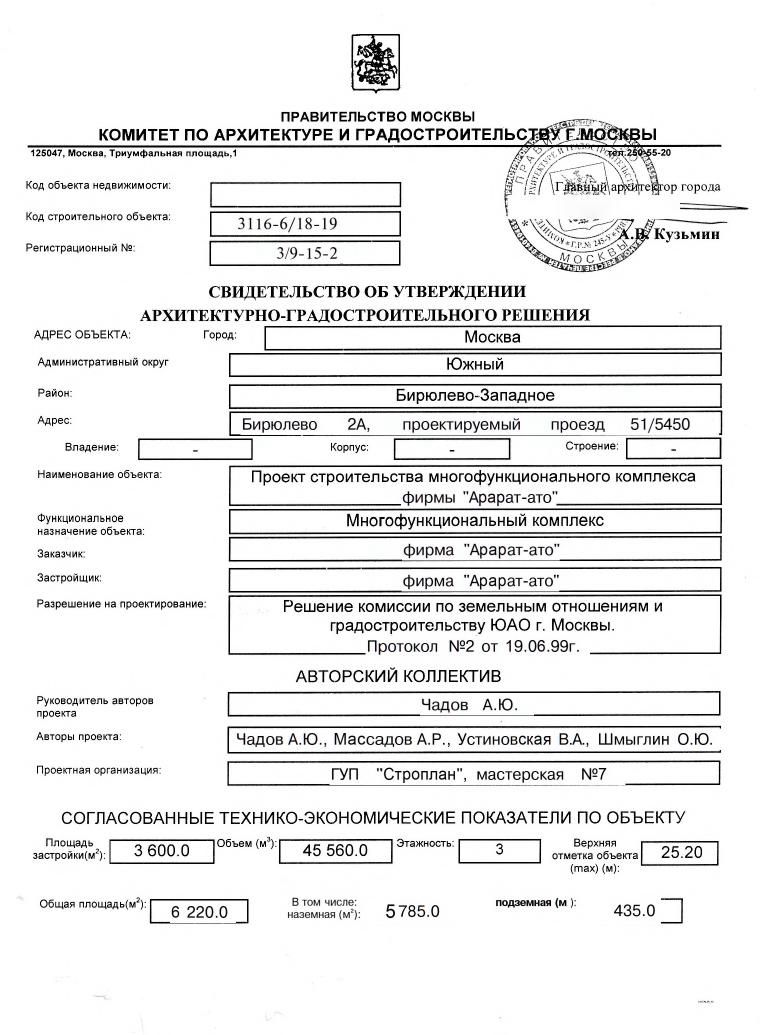 ПРАВИТЕЛЬСТВО МОСКВЫ
КОМИТЕТ ПО АРХИТЕКТУРЕ И ГРАДОСТРОИТЕЛЬСТВУ Г.МОСКВЫ
125047, Москва, Триумфальная площадь,1 тел.250-55-20
Код объекта недвижимости:
Главный архитектор города
Код строительного объекта: 3116-6/18-19
А.В. Кузьмин
МОСКВЫ
Регистрационный №: 3/9-15-2
СВИДЕТЕЛЬСТВО ОБ УТВЕРЖДЕНИИ
АРХИТЕКТУРНО-ГРАДОСТРОИТЕЛЬНОГО РЕШЕНИЯ
АДРЕС ОБЪЕКТА: Город: Москва
Административный округ Южный
Район: Бирюлево-Западное
Адрес: Бирюлево 2А, проектируемый проезд 51/5450
Владение: - Корпус: - Строение: -
Наименование объекта: Проект строительства многофункционального комплекса
фирмы "Арарат-ато"
Функциональное
назначение объекта: Многофункциональный комплекс
Заказчик: фирма "Арарат-ато"
Застройщик: фирма "Арарат-ато"
Разрешение на проектирование: Решение комиссии по земельным отношениям и
градостроительству ЮАО г. Москвы.
Протокол №2 от 19.06.99г.
АВТОРСКИЙ КОЛЛЕКТИВ
Руководитель авторов
проекта Чадов А.Ю.
Авторы проекта: Чадов А.Ю., Массадов А.Р., Устиновская В.А., Шмыглин О.Ю.
Проектная организация: ГУП "Строплан", мастерская №7
СОГЛАСОВАННЫЕ ТЕХНИКО-ЭКОНОМИЧЕСКИЕ ПОКАЗАТЕЛИ ПО ОБЪЕКТУ
Площадь
застройки(м²): 3 600.0 Объем (м³): 45 560.0 Этажность: 3 Верхняя
отметка объекта
(max) (м): 25.20
Общая площадь(м²): 6 220.0 В том числе:
наземная (м²): 5785.0 подземная (м ): 435.0